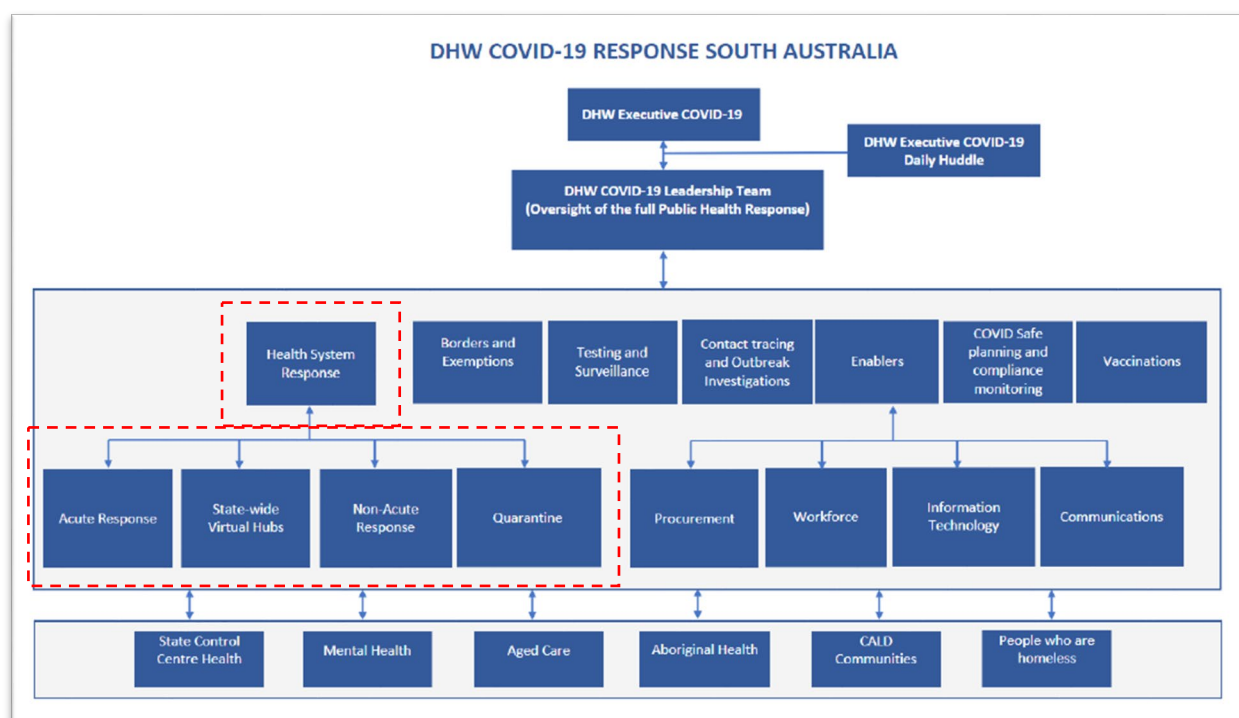 DHW COVID-19 RESPONSE SOUTH AUSTRALIA
DHW Executive COVID-19
DHW Executive COVID-19
Daily Huddle
DHW COVID-19 Leadership Team
(Oversight of the full Public Health Response)
Health System
Response
Borders and
Exemptions
Testing and
Surveillance
Contact tracing
and Outbreak
Investigations
Enablers
COVID Safe
planning and
compliance
monitoring
Vaccinations
Acute Response
State-wide
Virtual Hubs
Non-Acute
Response
Quarantine
Procurement
Workforce
Information
Technology
Communications
State Control
Centre Health
Mental Health
Aged Care
Aboriginal Health
CALD
Communities
People who are
homeless